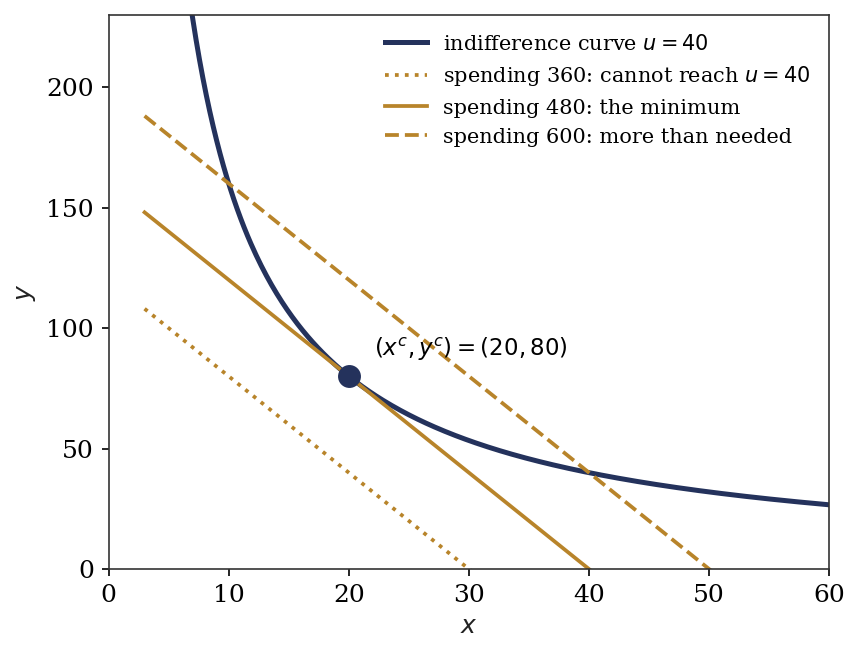 indifference curve u = 40
spending 360: cannot reach u = 40
spending 480: the minimum
spending 600: more than needed
200
150
100
50
0
(x^c, y^c) = (20, 80)
y
0 10 20 30 40 50 60
x